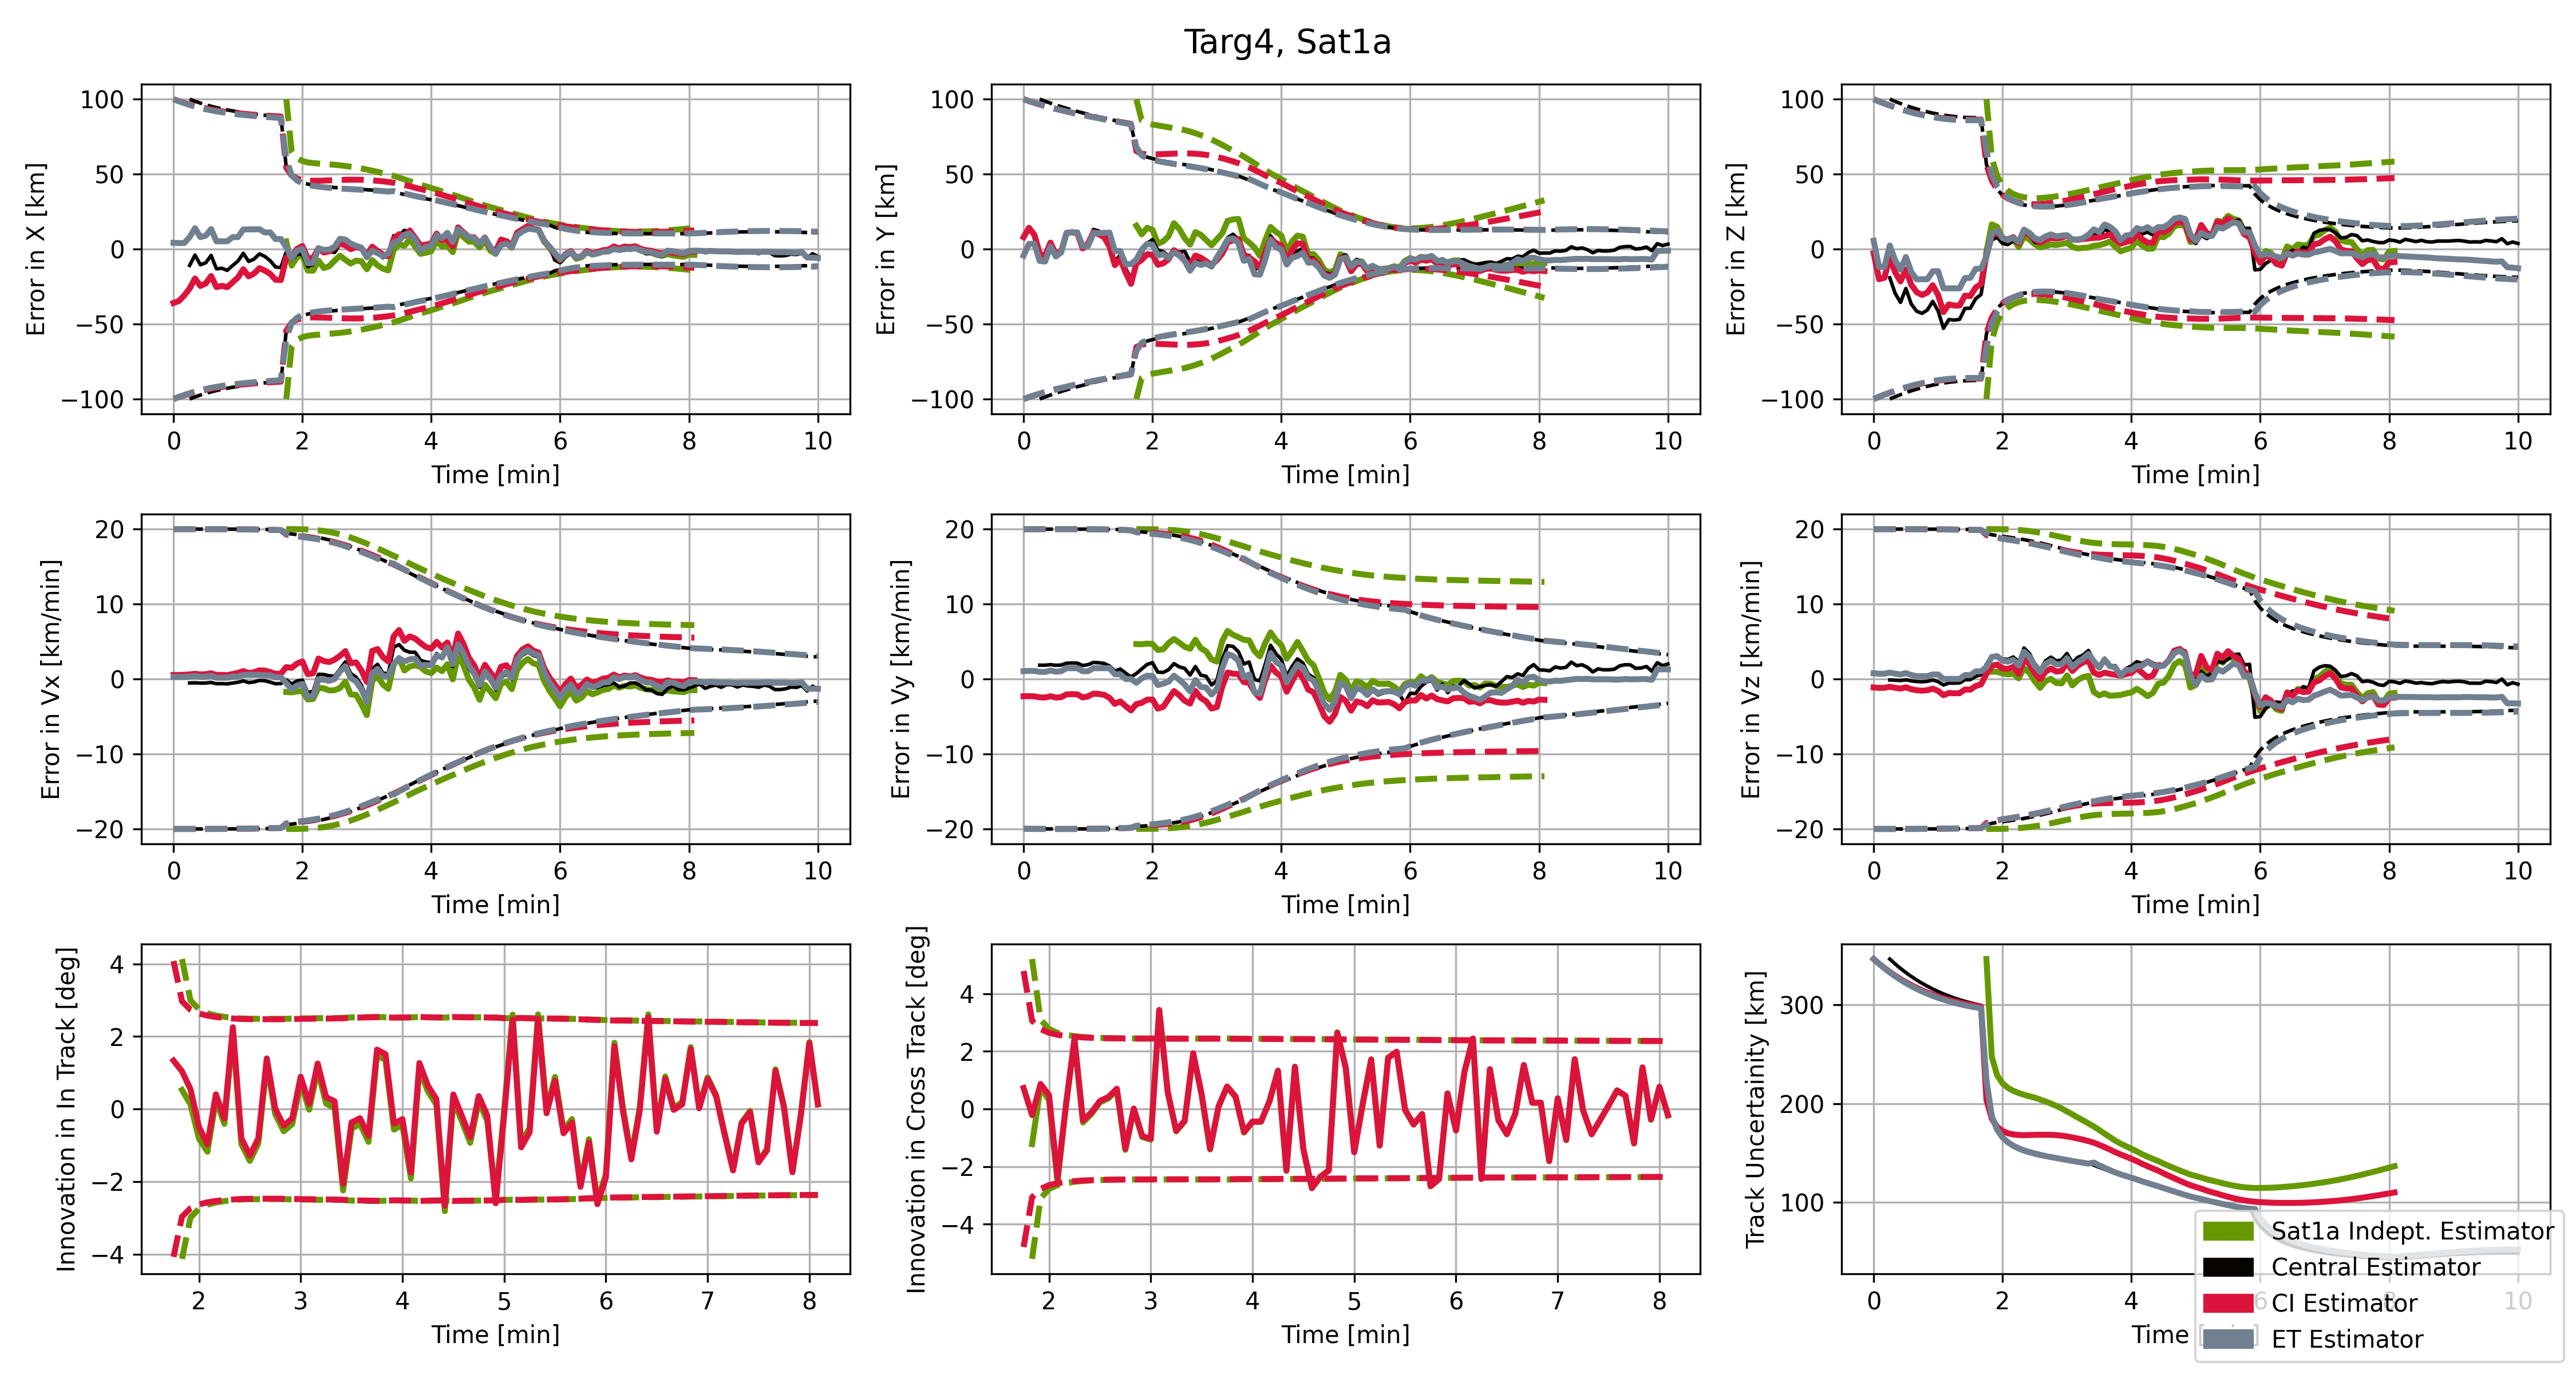 Targ4, Sat1a
Error in X [km]
100
50
0
−50
−100
0 2 4 6 8 10
Time [min]
Error in Y [km]
100
50
0
−50
−100
0 2 4 6 8 10
Time [min]
Error in Z [km]
100
50
0
−50
−100
0 2 4 6 8 10
Time [min]
Error in Vx [km/min]
20
10
0
−10
−20
0 2 4 6 8 10
Time [min]
Error in Vy [km/min]
20
10
0
−10
−20
0 2 4 6 8 10
Time [min]
Error in Vz [km/min]
20
10
0
−10
−20
0 2 4 6 8 10
Time [min]
Innovation in In Track [deg]
4
2
0
−2
−4
2 3 4 5 6 7 8
Time [min]
Innovation in Cross Track [deg]
4
2
0
−2
−4
2 3 4 5 6 7 8
Time [min]
Track Uncertainity [km]
300
200
100
0 2 4 6 8 10
Time
Sat1a Indept. Estimator
Central Estimator
CI Estimator
ET Estimator